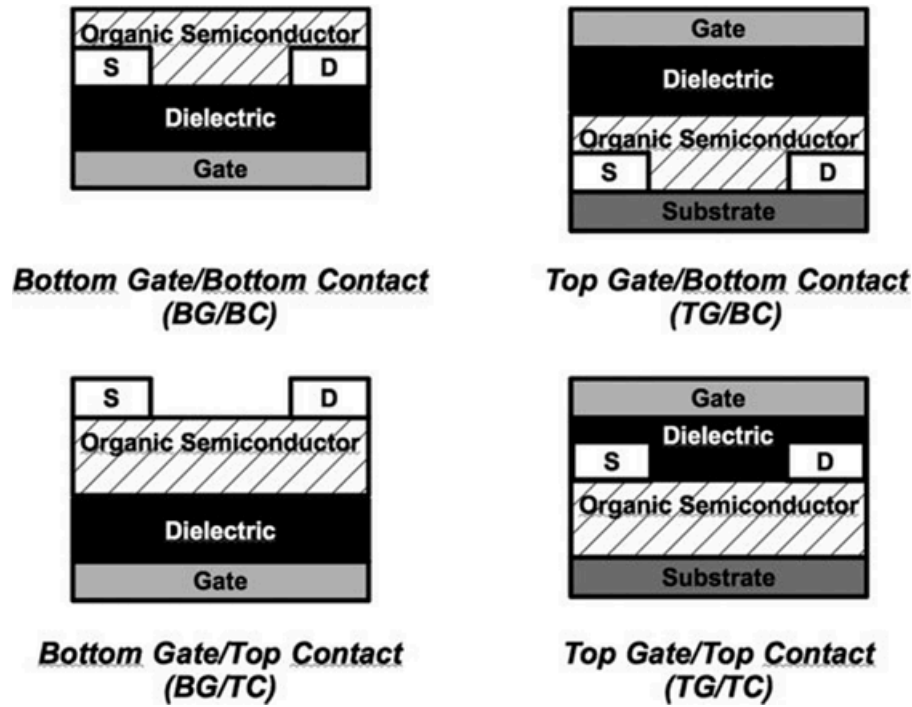 Organic Semiconductor
S D
Dielectric
Gate
Bottom Gate/Bottom Contact
(BG/BC)
Gate
Dielectric
Organic Semiconductor
S D
Substrate
Top Gate/Bottom Contact
(TG/BC)
S D
Organic Semiconductor
Dielectric
Gate
Bottom Gate/Top Contact
(BG/TC)
Gate
Dielectric
S D
Organic Semiconductor
Substrate
Top Gate/Top Contact
(TG/TC)